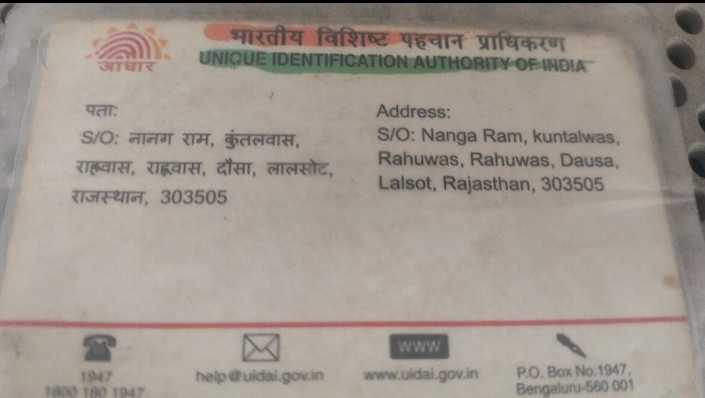 भारतीय विशिष्ट पहचान प्राधिकरण
UNIQUE IDENTIFICATION AUTHORITY OF INDIA
आधार
पता:
S/O: नानग राम, कुंतलवास,
राहुवास, राहुवास, दौसा, लालसोट,
राजस्थान, 303505
Address:
S/O: Nanga Ram, kuntalwas,
Rahuwas, Rahuwas, Dausa,
Lalsot, Rajasthan, 303505
1947
1800 180 1947
help@uidai.gov.in
www
www.uidai.gov.in
P.O. Box No.1947,
Bengaluru-560 001